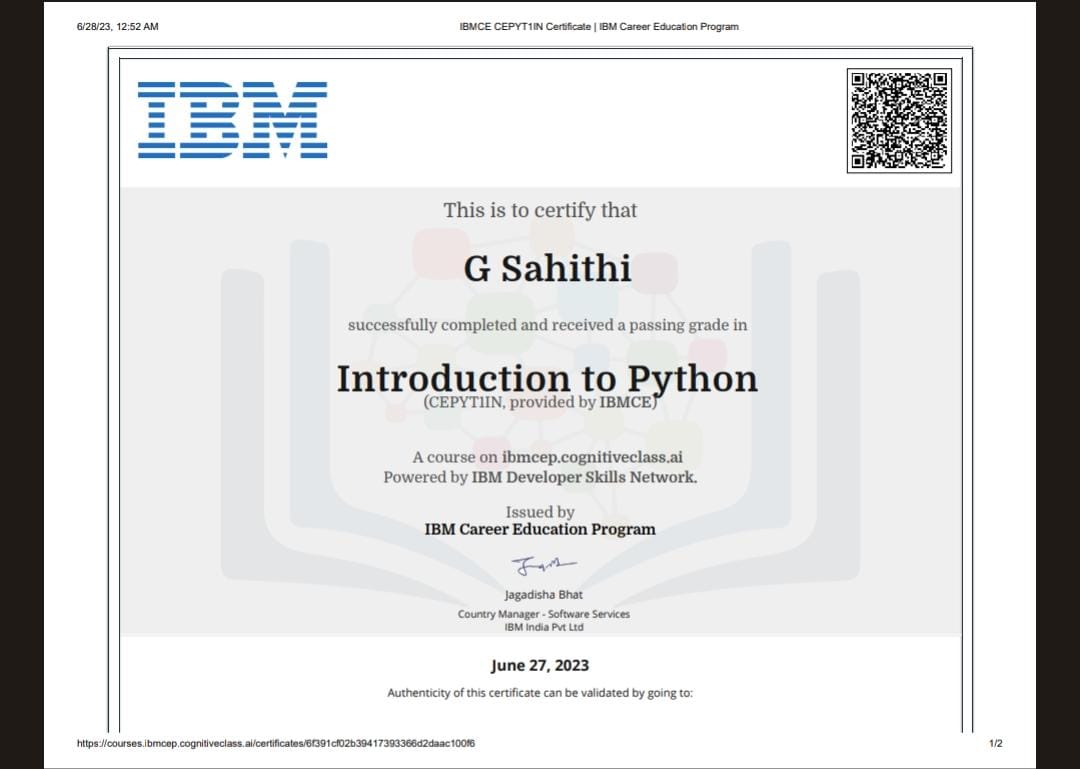 6/28/23, 12:52 AM
IBMCE CEPYT1IN Certificate | IBM Career Education Program
IBM
This is to certify that
G Sahithi
successfully completed and received a passing grade in
Introduction to Python
(CEPYT1IN, provided by IBMCE)
A course on ibmcep.cognitiveclass.ai
Powered by IBM Developer Skills Network.
Issued by
IBM Career Education Program
Jagadisha Bhat
Country Manager - Software Services
IBM India Pvt Ltd
June 27, 2023
Authenticity of this certificate can be validated by going to:
https://courses.ibmcep.cognitiveclass.ai/certificates/6f391cf02b39417393366d2daac100f6
1/2